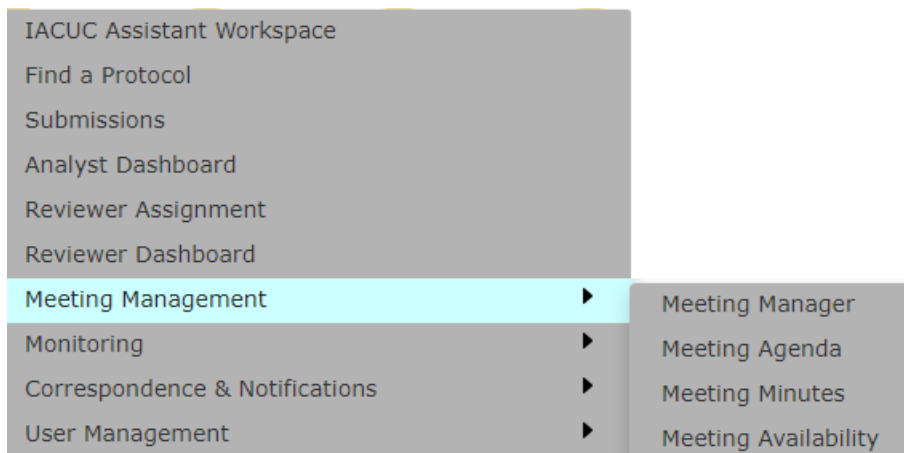 IACUC Assistant Workspace
Find a Protocol
Submissions
Analyst Dashboard
Reviewer Assignment
Reviewer Dashboard
Meeting Management
Monitoring
Correspondence & Notifications
User Management
Meeting Manager
Meeting Agenda
Meeting Minutes
Meeting Availability